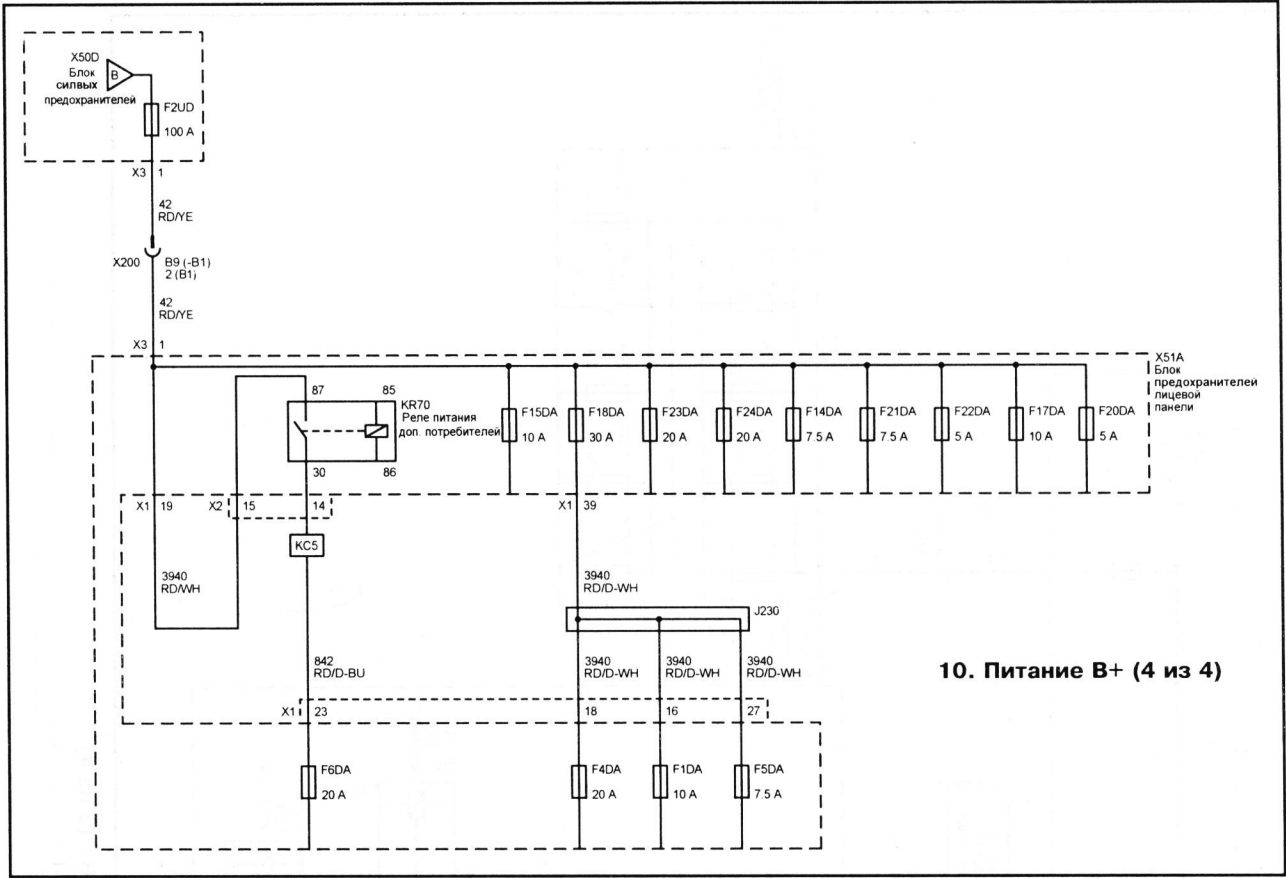 X50D
Блок
силвых
предохранителей
B
F2UD
100 A
X3 1
42
RD/YE
X200 B9 (-B1)
2 (B1)
42
RD/YE
X3 1
X51A
Блок
предохранителей
лицевой
панели
87 85
KR70
Реле питания
доп. потребителей
30 86
F15DA
10 A
F18DA
30 A
F23DA
20 A
F24DA
20 A
F14DA
7.5 A
F21DA
7.5 A
F22DA
5 A
F17DA
10 A
F20DA
5 A
X1 19 X2 15 14 X1 39
KC5
3940
RD/WH
3940
RD/D-WH
J230
842
RD/D-BU
3940
RD/D-WH
3940
RD/D-WH
3940
RD/D-WH
10. Питание B+ (4 из 4)
X1 23 18 16 27
F6DA
20 A
F4DA
20 A
F1DA
10 A
F5DA
7.5 A